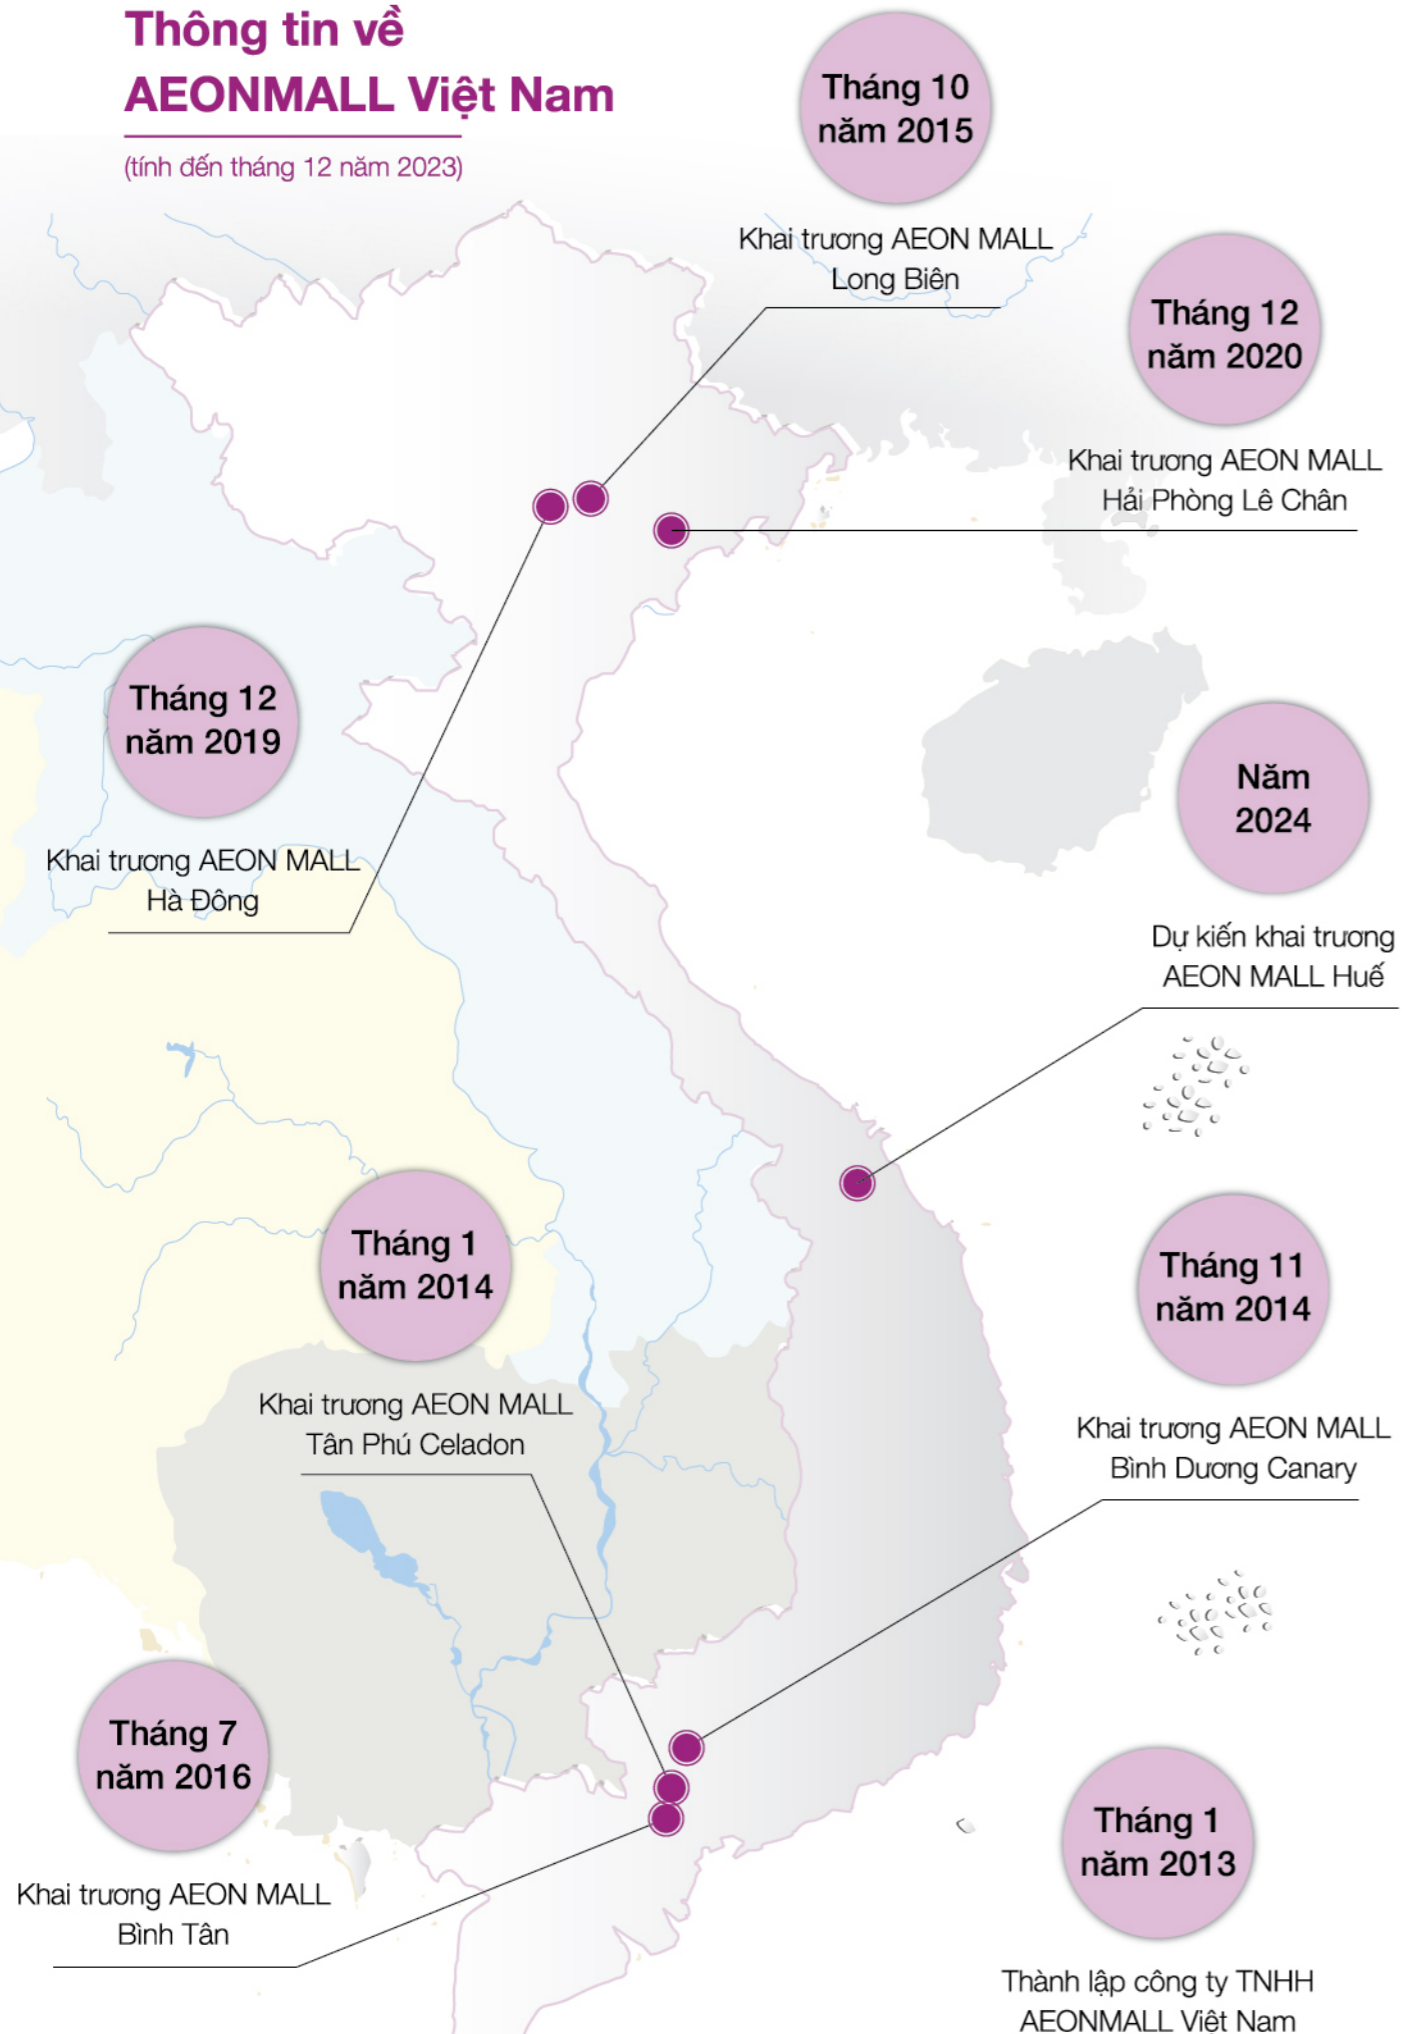 Thông tin về
AEONMALL Việt Nam
(tính đến tháng 12 năm 2023)
Tháng 10
năm 2015
Khai trương AEON MALL
Long Biên
Tháng 12
năm 2020
Khai trương AEON MALL
Hải Phòng Lê Chân
Tháng 12
năm 2019
Khai trương AEON MALL
Hà Đông
Năm
2024
Dự kiến khai trương
AEON MALL Huế
Tháng 1
năm 2014
Khai trương AEON MALL
Tân Phú Celadon
Tháng 11
năm 2014
Khai trương AEON MALL
Bình Dương Canary
Tháng 7
năm 2016
Khai trương AEON MALL
Bình Tân
Tháng 1
năm 2013
Thành lập công ty TNHH
AEONMALL Việt Nam